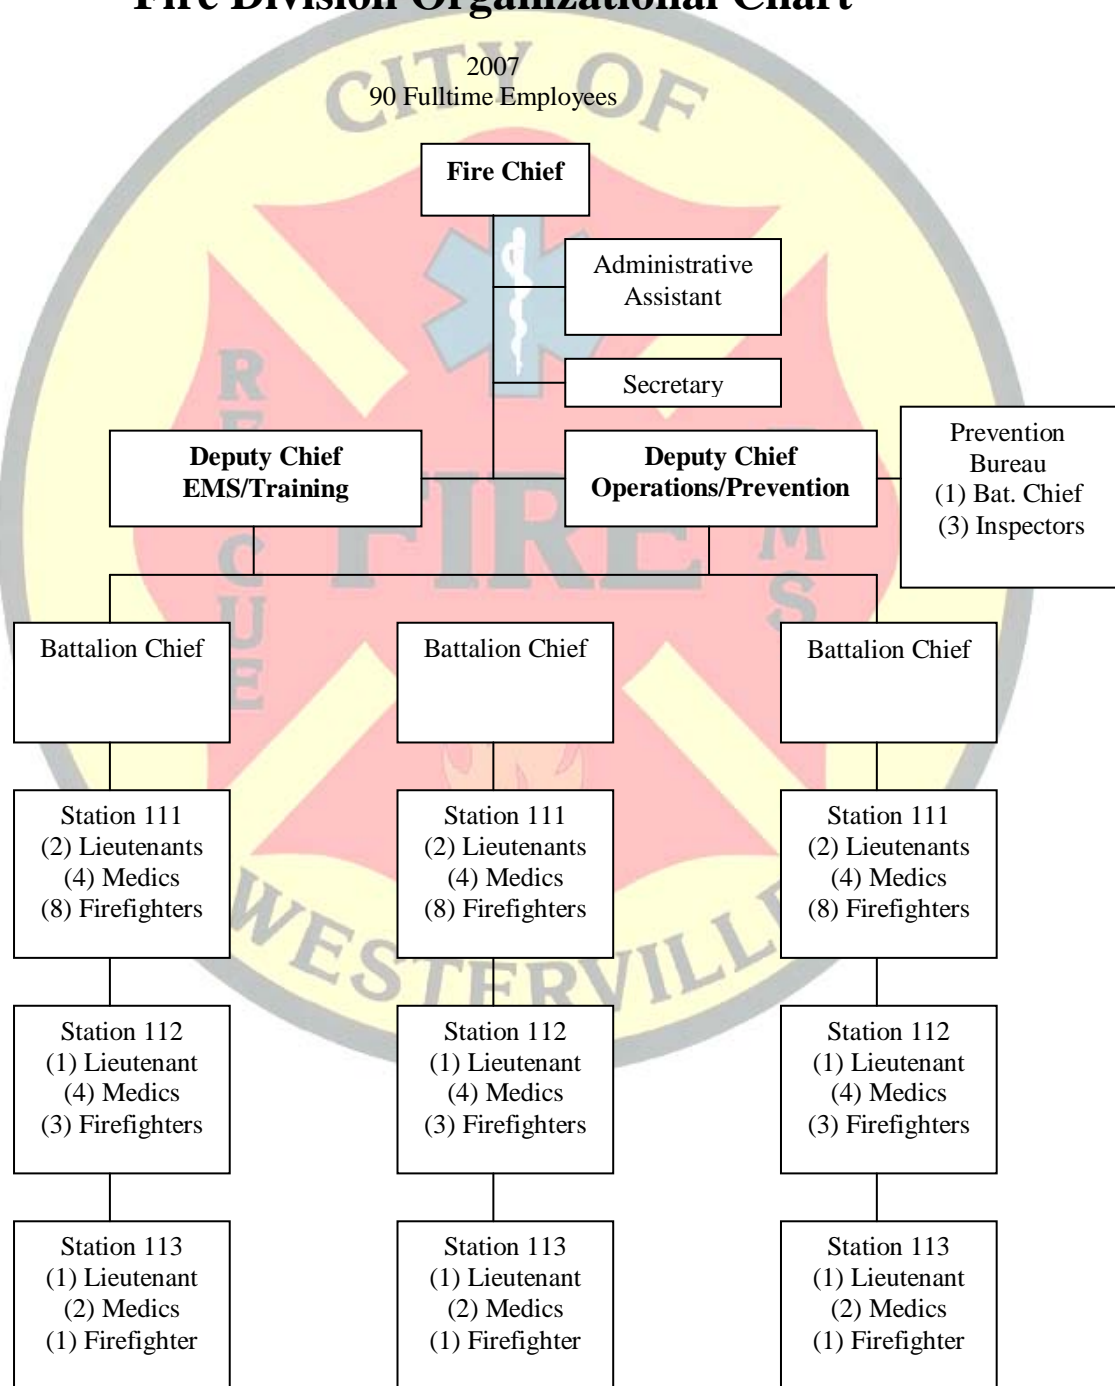 Fire Division Organizational Chart
2007
90 Fulltime Employees
CITY OF
WESTERVILLE
RESCUE
FIRE
EMS
Fire Chief
Administrative
Assistant
Secretary
Deputy Chief
EMS/Training
Deputy Chief
Operations/Prevention
Prevention
Bureau
(1) Bat. Chief
(3) Inspectors
Battalion Chief
Battalion Chief
Battalion Chief
Station 111
(2) Lieutenants
(4) Medics
(8) Firefighters
Station 111
(2) Lieutenants
(4) Medics
(8) Firefighters
Station 111
(2) Lieutenants
(4) Medics
(8) Firefighters
Station 112
(1) Lieutenant
(4) Medics
(3) Firefighters
Station 112
(1) Lieutenant
(4) Medics
(3) Firefighters
Station 112
(1) Lieutenant
(4) Medics
(3) Firefighters
Station 113
(1) Lieutenant
(2) Medics
(1) Firefighter
Station 113
(1) Lieutenant
(2) Medics
(1) Firefighter
Station 113
(1) Lieutenant
(2) Medics
(1) Firefighter